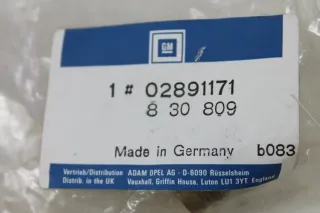 GM
1 # 02891171
8 30 809
Made in Germany b083
Vertrieb/Distribution ADAM OPEL AG - D-6090 Rüsselsheim
Distrib. in the UK Vauxhall, Griffin House, Luton LU1 3YT, England